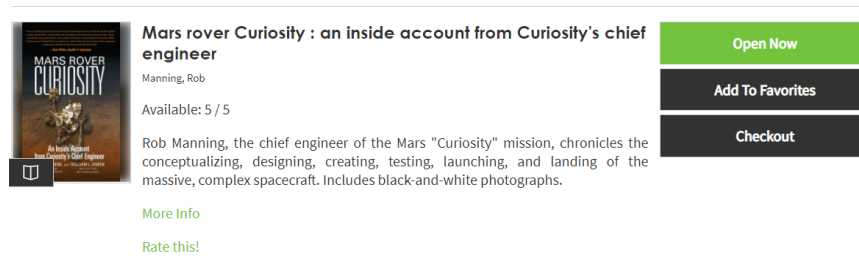 MARS ROVER
CURIOSITY
An Inside Account
from Curiosity's Chief Engineer
Mars rover Curiosity : an inside account from Curiosity's chief
engineer
Manning, Rob
Available: 5 / 5
Rob Manning, the chief engineer of the Mars "Curiosity" mission, chronicles the
conceptualizing, designing, creating, testing, launching, and landing of the
massive, complex spacecraft. Includes black-and-white photographs.
More Info
Rate this!
Open Now
Add To Favorites
Checkout